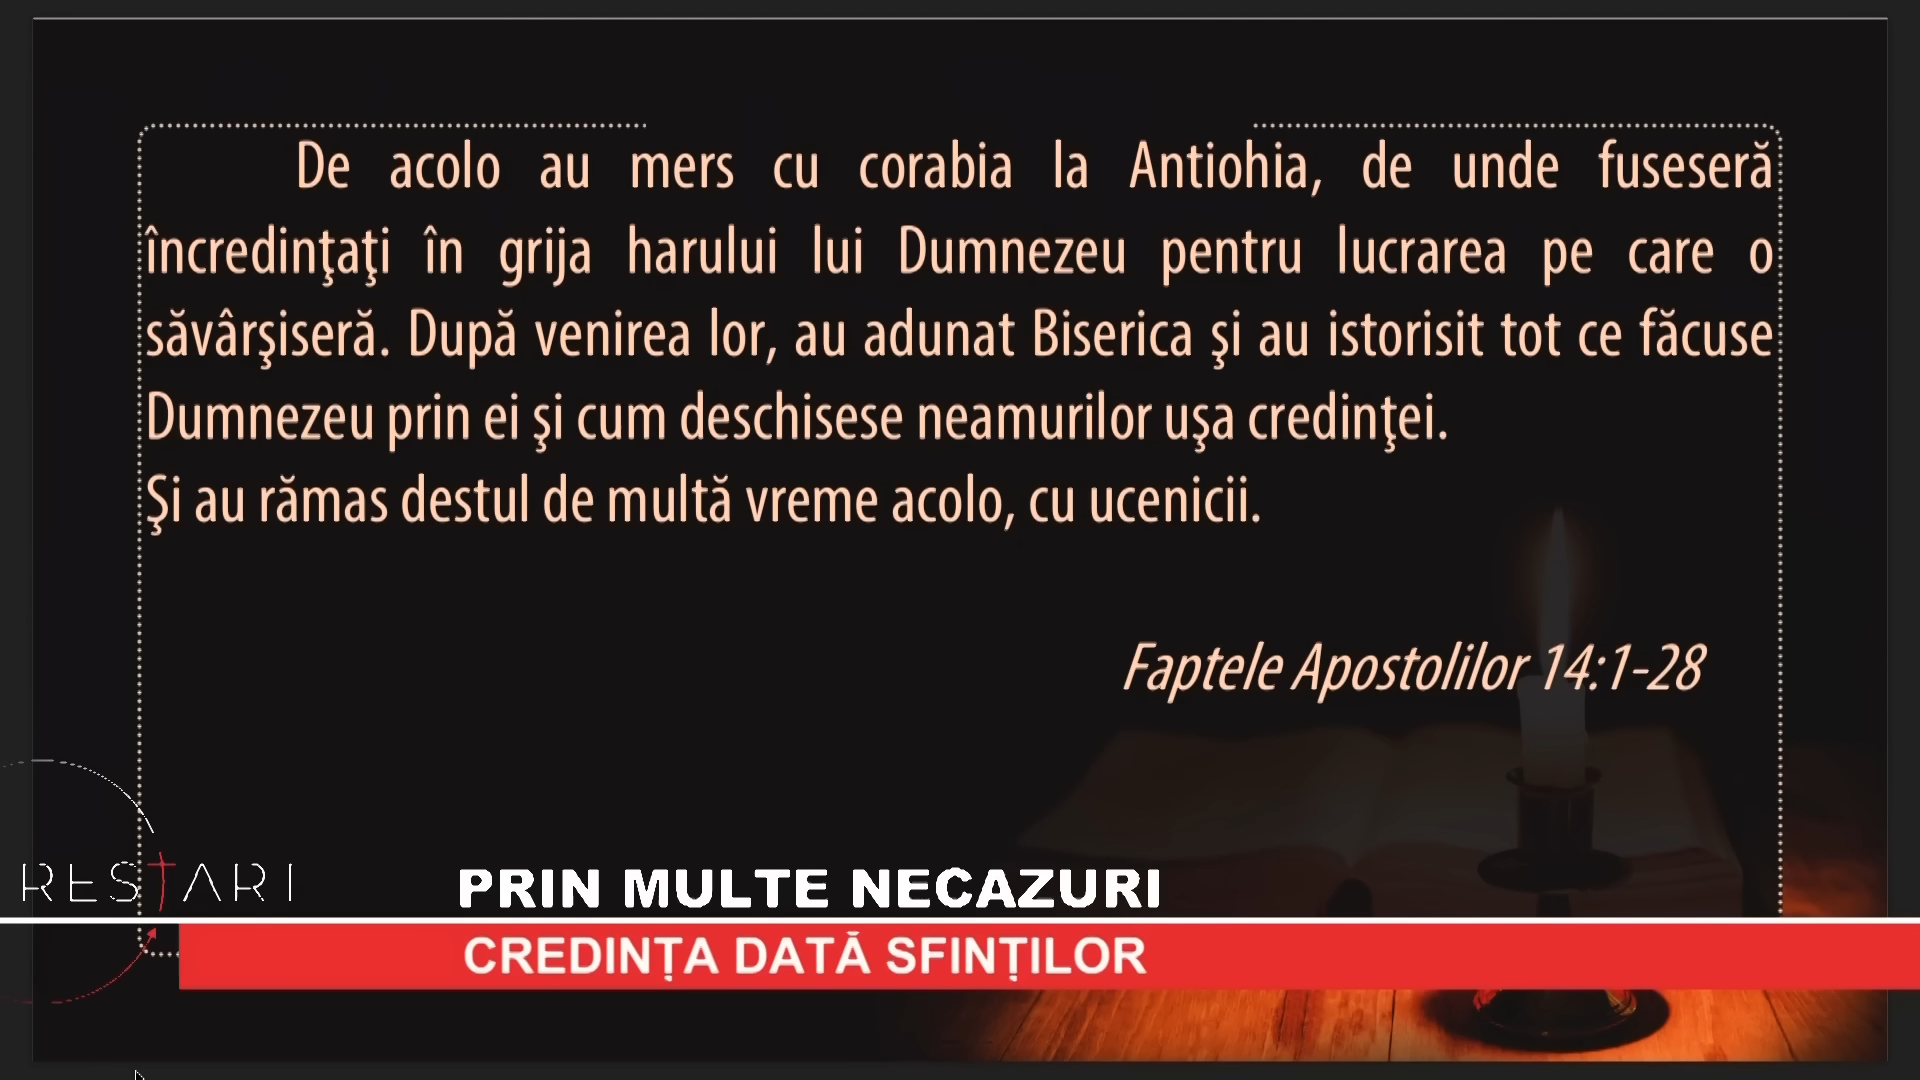 De acolo au mers cu corabia la Antiohia, de unde fuseseră
încredinţaţi în grija harului lui Dumnezeu pentru lucrarea pe care o
săvârşiseră. După venirea lor, au adunat Biserica şi au istorisit tot ce făcuse
Dumnezeu prin ei şi cum deschisese neamurilor uşa credinţei.
Şi au rămas destul de multă vreme acolo, cu ucenicii.
Faptele Apostolilor 14:1-28
RESTART
PRIN MULTE NECAZURI
CREDINȚA DATĂ SFINȚILOR